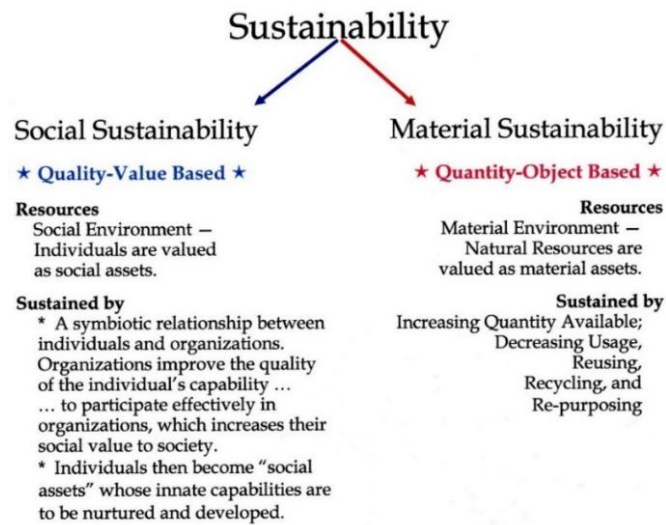 Sustainability
Social Sustainability
★ Quality-Value Based ★
Resources
Social Environment —
Individuals are valued
as social assets.
Sustained by
* A symbiotic relationship between
individuals and organizations.
Organizations improve the quality
of the individual's capability ...
... to participate effectively in
organizations, which increases their
social value to society.
* Individuals then become “social
assets” whose innate capabilities are
to be nurtured and developed.
Material Sustainability
★ Quantity-Object Based ★
Resources
Material Environment —
Natural Resources are
valued as material assets.
Sustained by
Increasing Quantity Available;
Decreasing Usage,
Reusing,
Recycling, and
Re-purposing